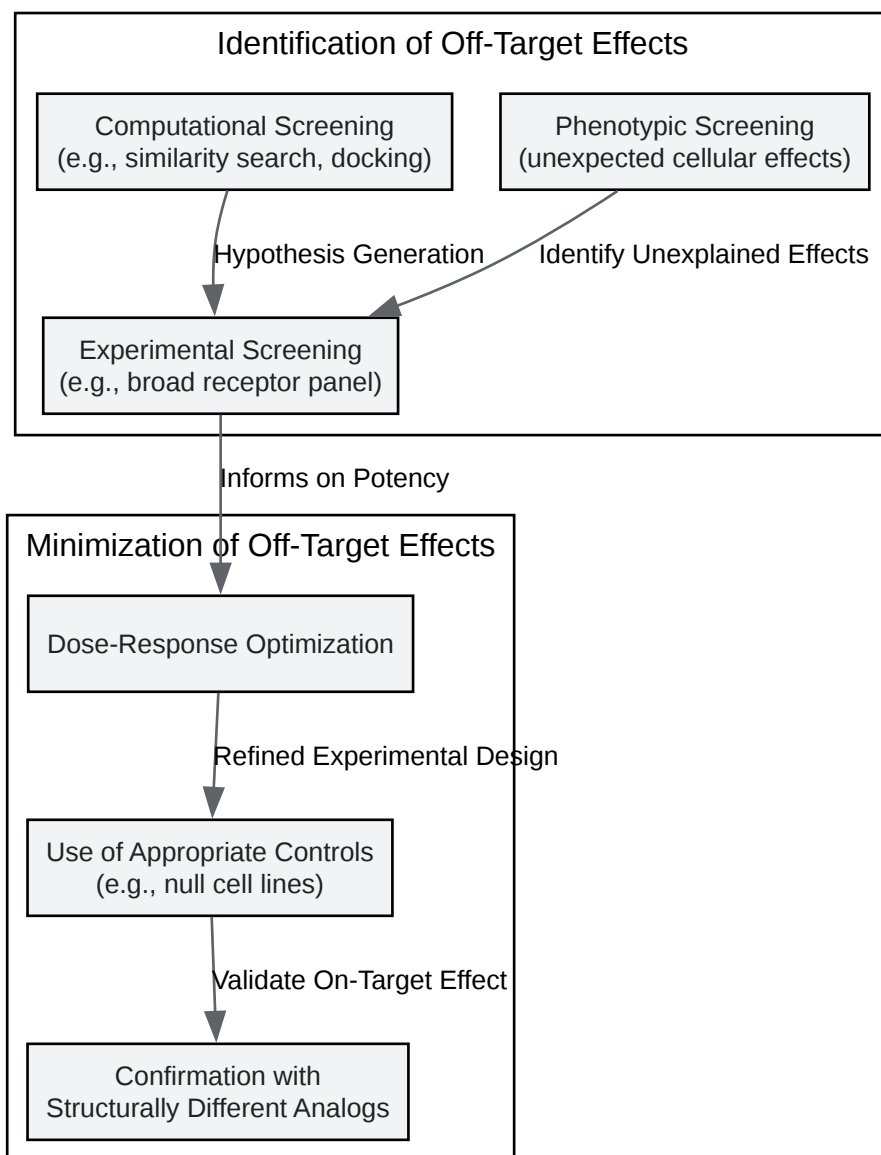 Identification of Off-Target Effects
Computational Screening
(e.g., similarity search, docking)
Phenotypic Screening
(unexpected cellular effects)
Hypothesis Generation
Identify Unexplained Effects
Experimental Screening
(e.g., broad receptor panel)
Informs on Potency
Minimization of Off-Target Effects
Dose-Response Optimization
Refined Experimental Design
Use of Appropriate Controls
(e.g., null cell lines)
Validate On-Target Effect
Confirmation with
Structurally Different Analogs